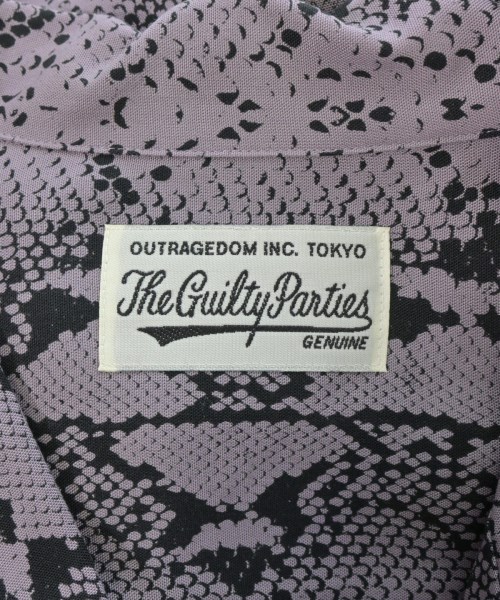 OUTRAGEDOM INC. TOKYO
The Guilty Parties
GENUINE